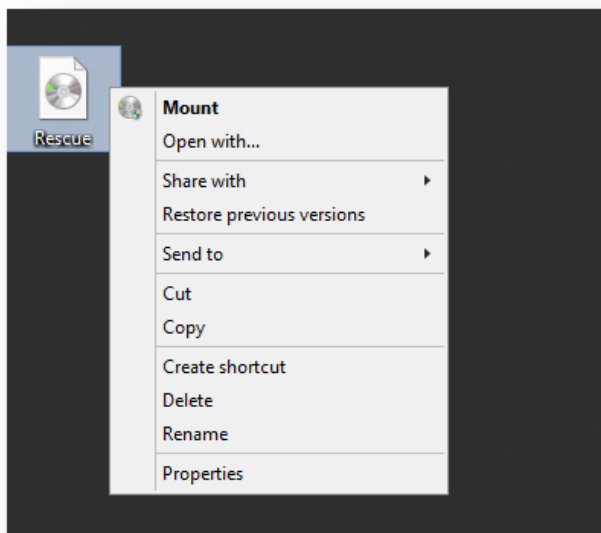 Rescue
Mount
Open with...
Share with
Restore previous versions
Send to
Cut
Copy
Create shortcut
Delete
Rename
Properties